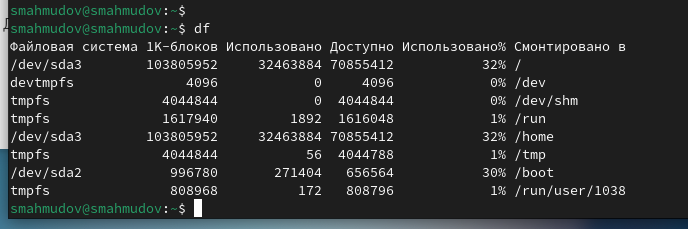 smahmudov@smahmudov:~$
smahmudov@smahmudov:~$ df
Файловая система 1K-блоков Использовано Доступно Использовано% Смонтировано в
/dev/sda3 103805952 32463884 70855412 32% /
devtmpfs 4096 0 4096 0% /dev
tmpfs 4044844 0 4044844 0% /dev/shm
tmpfs 1617940 1892 1616048 1% /run
/dev/sda3 103805952 32463884 70855412 32% /home
tmpfs 4044844 56 4044788 1% /tmp
/dev/sda2 996780 271404 656564 30% /boot
tmpfs 808968 172 808796 1% /run/user/1038
smahmudov@smahmudov:~$